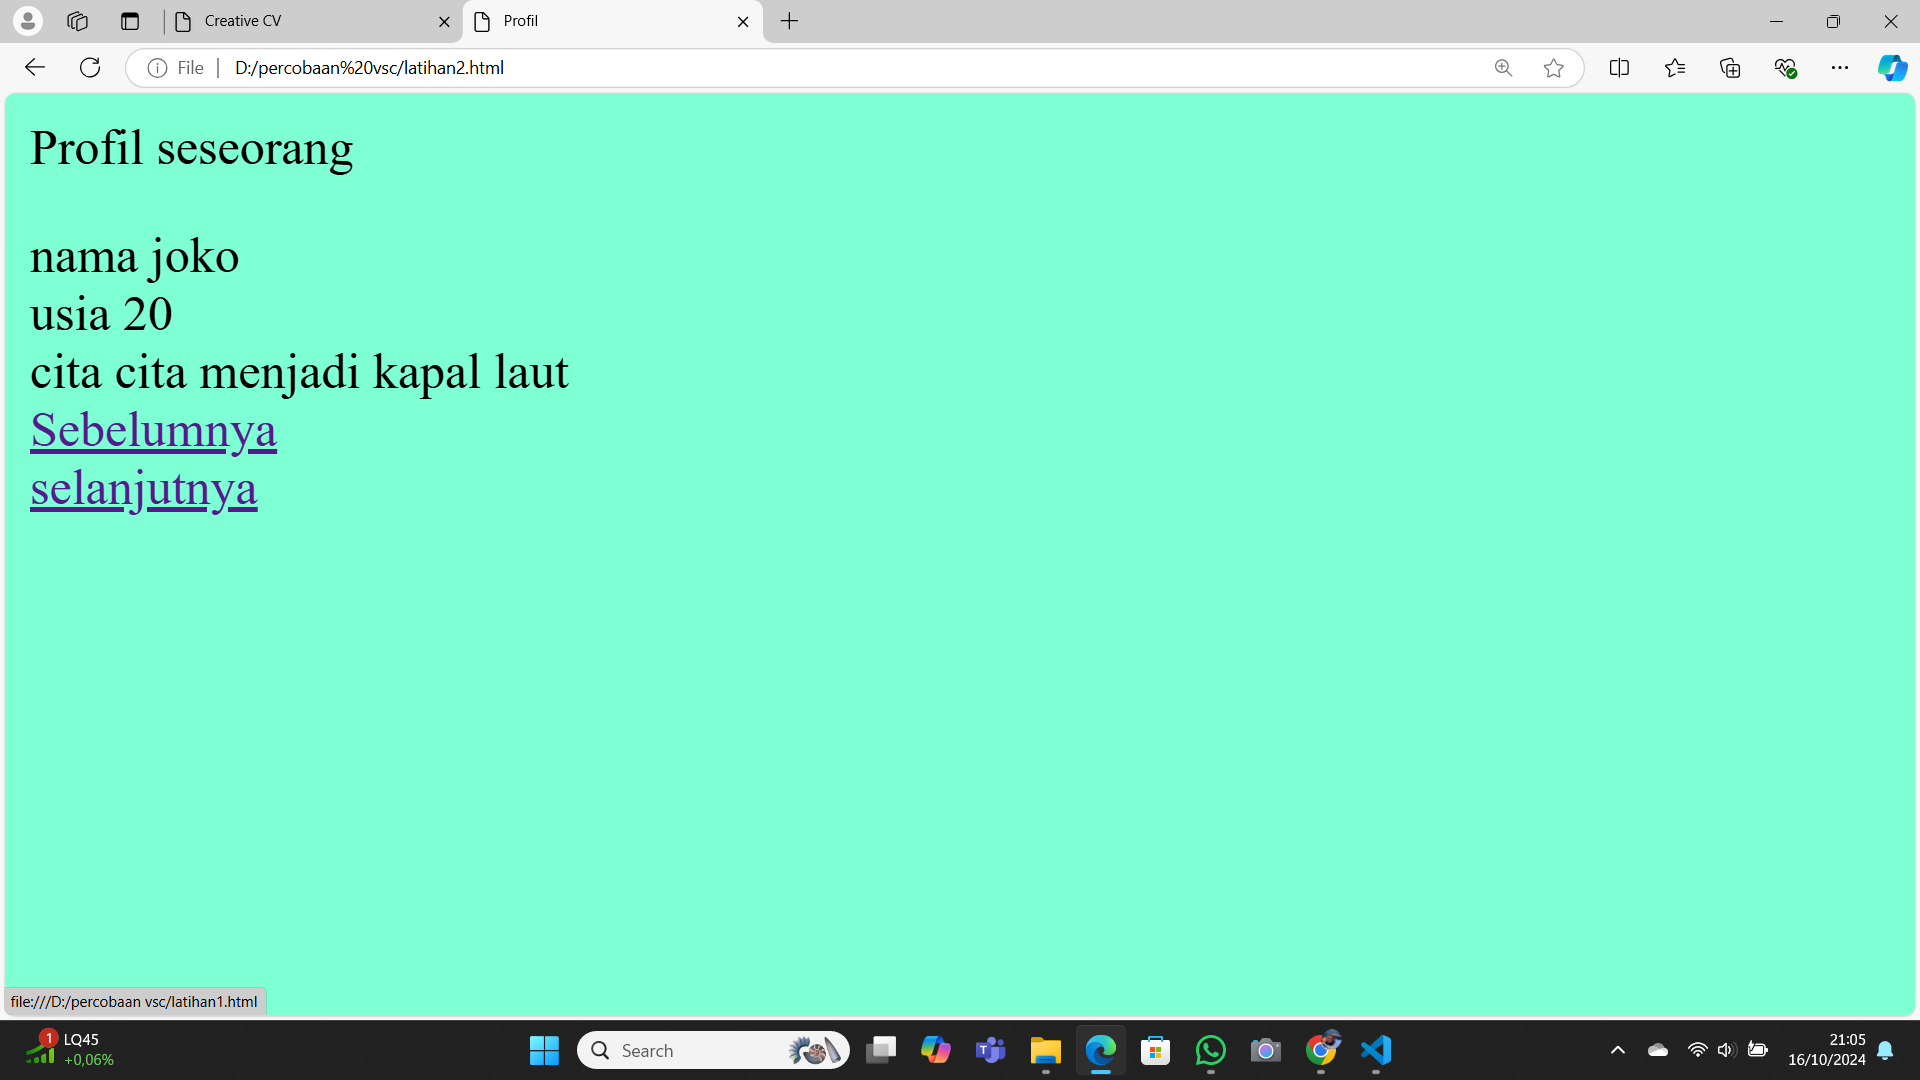 Creative CV
Profil
File
D:/percobaan%20vsc/latihan2.html
Profil seseorang
nama joko
usia 20
cita cita menjadi kapal laut
Sebelumnya
selanjutnya
file:///D:/percobaan vsc/latihan1.html
1
LQ45
+0,06%
Search
21:05
16/10/2024